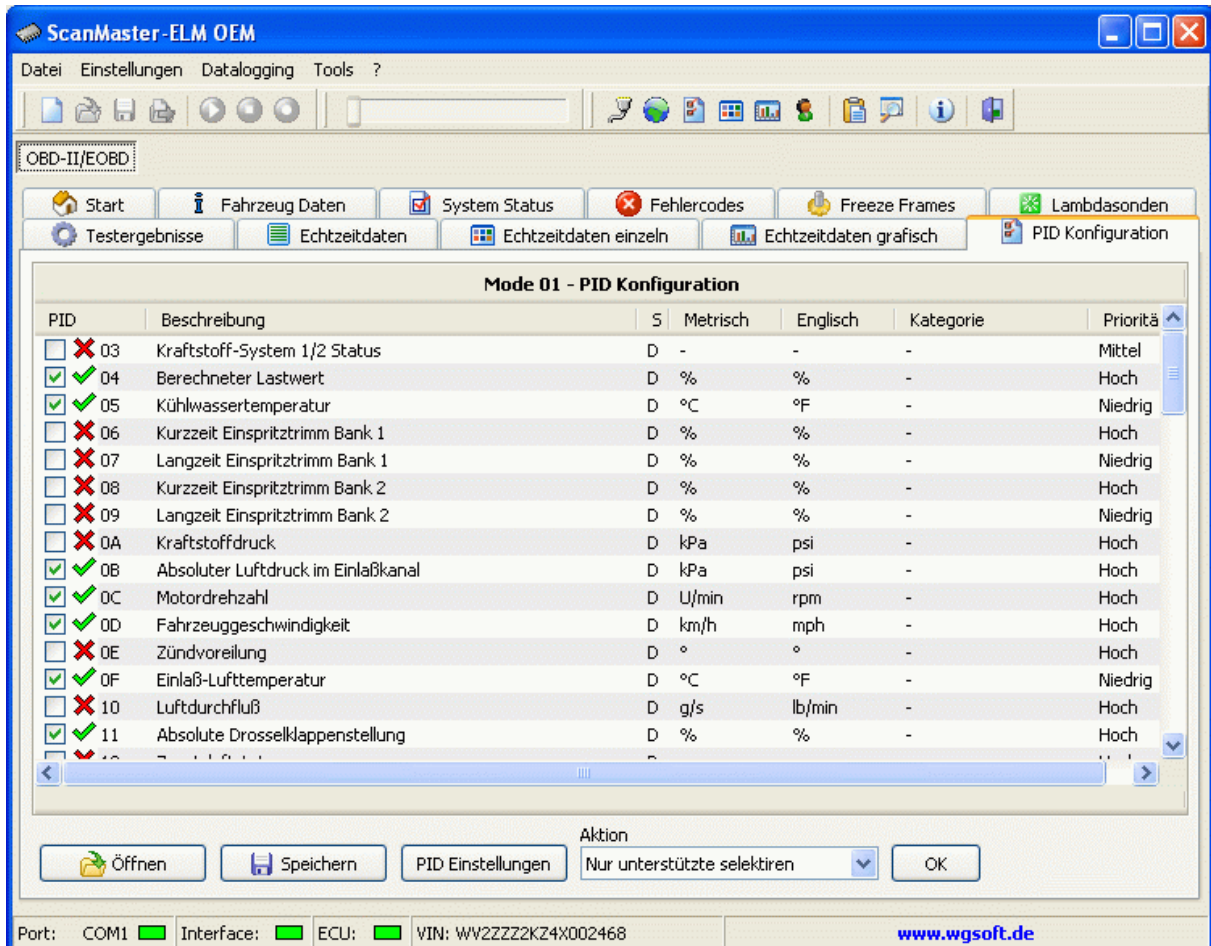 ScanMaster-ELM OEM
Datei Einstellungen Datalogging Tools ?
OBD-II/EOBD
Start Fahrzeug Daten System Status Fehlercodes Freeze Frames Lambdasonden
Testergebnisse Echtzeitdaten Echtzeitdaten einzeln Echtzeitdaten grafisch PID Konfiguration
Mode 01 - PID Konfiguration
PID Beschreibung S Metrisch Englisch Kategorie Prioritä
03 Kraftstoff-System 1/2 Status D - - - Mittel
04 Berechneter Lastwert D % % - Hoch
05 Kühlwassertemperatur D °C °F - Niedrig
06 Kurzzeit Einspritztrimm Bank 1 D % % - Hoch
07 Langzeit Einspritztrimm Bank 1 D % % - Niedrig
08 Kurzzeit Einspritztrimm Bank 2 D % % - Hoch
09 Langzeit Einspritztrimm Bank 2 D % % - Niedrig
0A Kraftstoffdruck D kPa psi - Hoch
0B Absoluter Luftdruck im Einlaßkanal D kPa psi - Hoch
0C Motordrehzahl D U/min rpm - Hoch
0D Fahrzeuggeschwindigkeit D km/h mph - Hoch
0E Zündvoreilung D ° ° - Hoch
0F Einlaß-Lufttemperatur D °C °F - Niedrig
10 Luftdurchfluß D g/s lb/min - Hoch
11 Absolute Drosselklappenstellung D % % - Hoch
Aktion
Öffnen Speichern PID Einstellungen Nur unterstützte selektiren OK
Port: COM1 Interface: ECU: VIN: WV2ZZZ2KZ4X002468 www.wgsoft.de